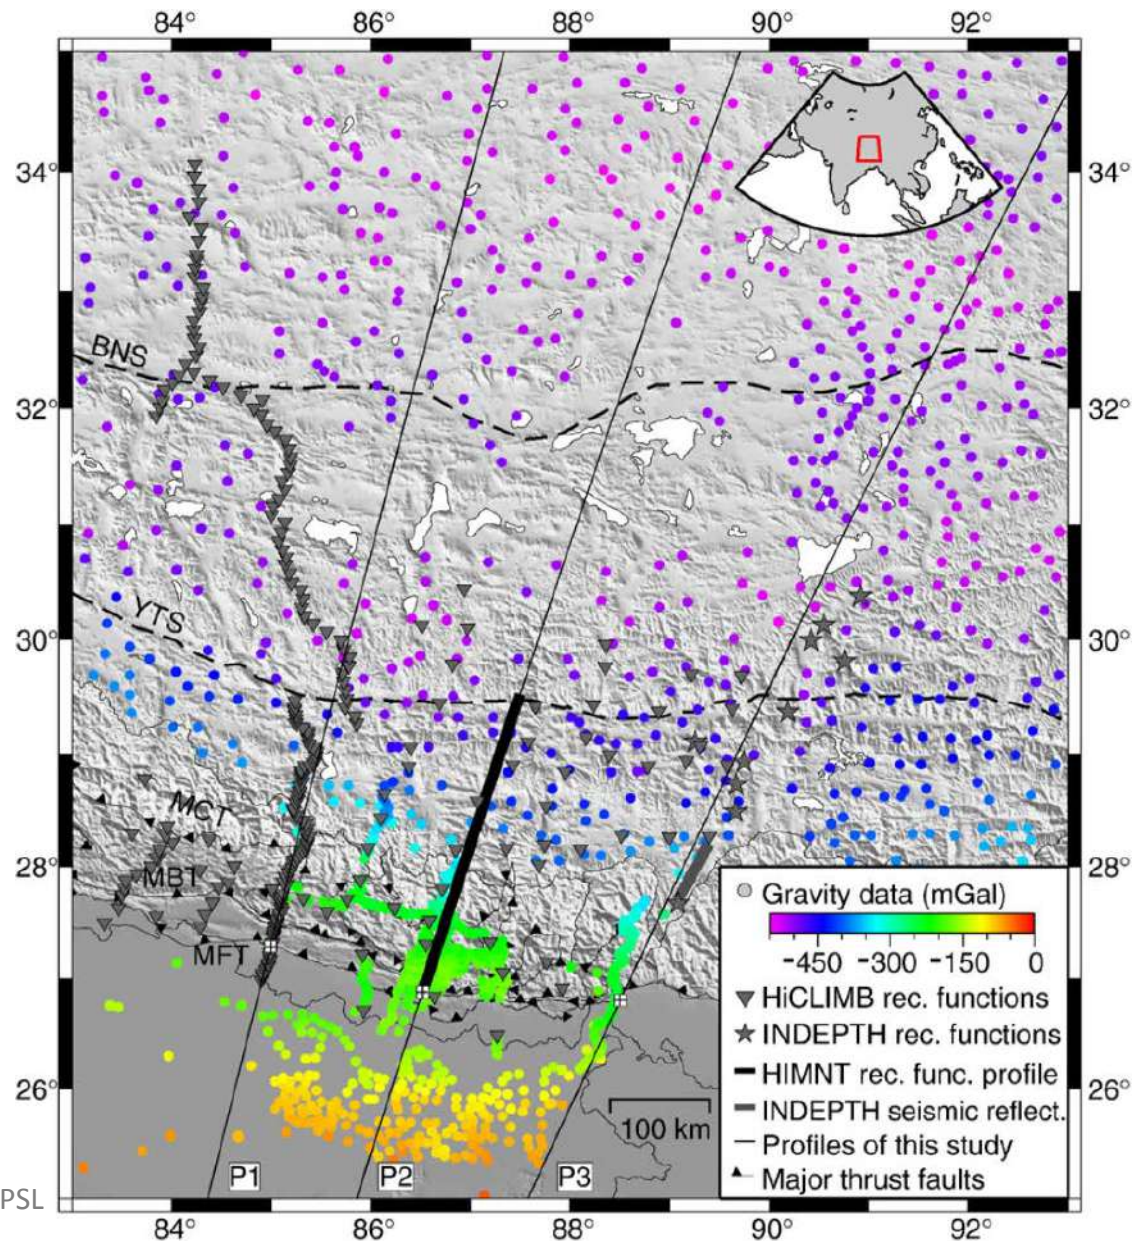 84° 86° 88° 90° 92°
34° 34°
BNS
32° 32°
YTS
30° 30°
MCT
28° 28°
MBT
MFT
26° 26°
Gravity data (mGal)
-450 -300 -150 0
HiCLIMB rec. functions
INDEPTH rec. functions
HIMNT rec. func. profile
INDEPTH seismic reflect.
Profiles of this study
Major thrust faults
100 km
P1 P2 P3
PSL
84° 86° 88° 90° 92°